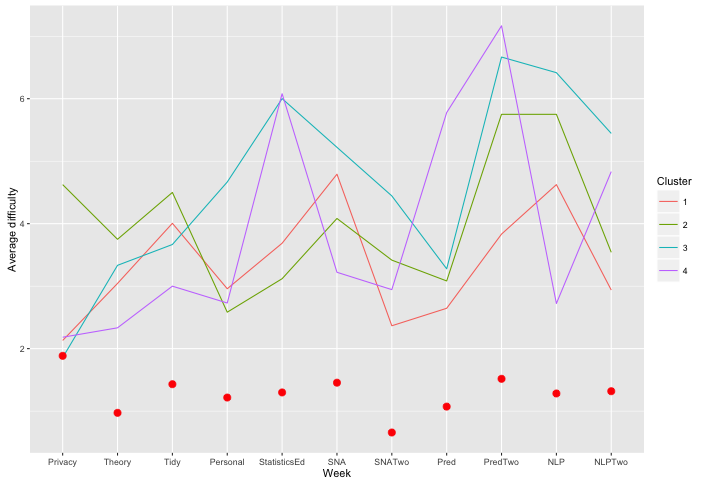 Average difficulty
6
4
2
Privacy Theory Tidy Personal StatisticsEd SNA SNATwo Pred PredTwo NLP NLPTwo
Week
Cluster
1
2
3
4